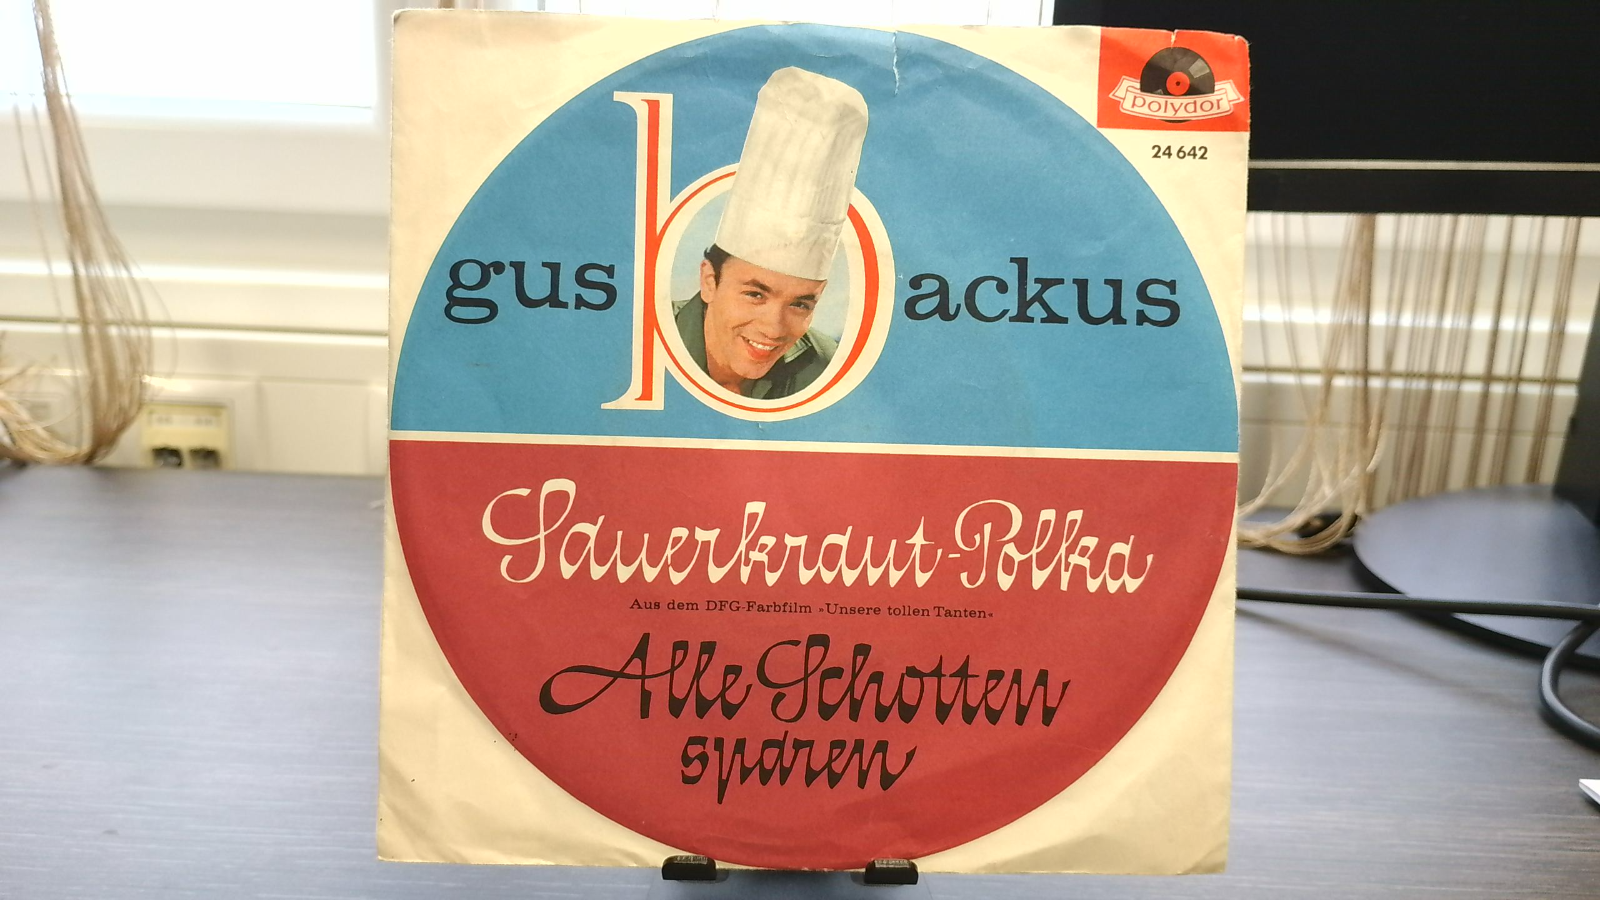 polydor
24 642
gus backus
Sauerkraut-Polka
Aus dem DFG-Farbfilm »Unsere tollen Tanten«
Alle Schotten
sparen